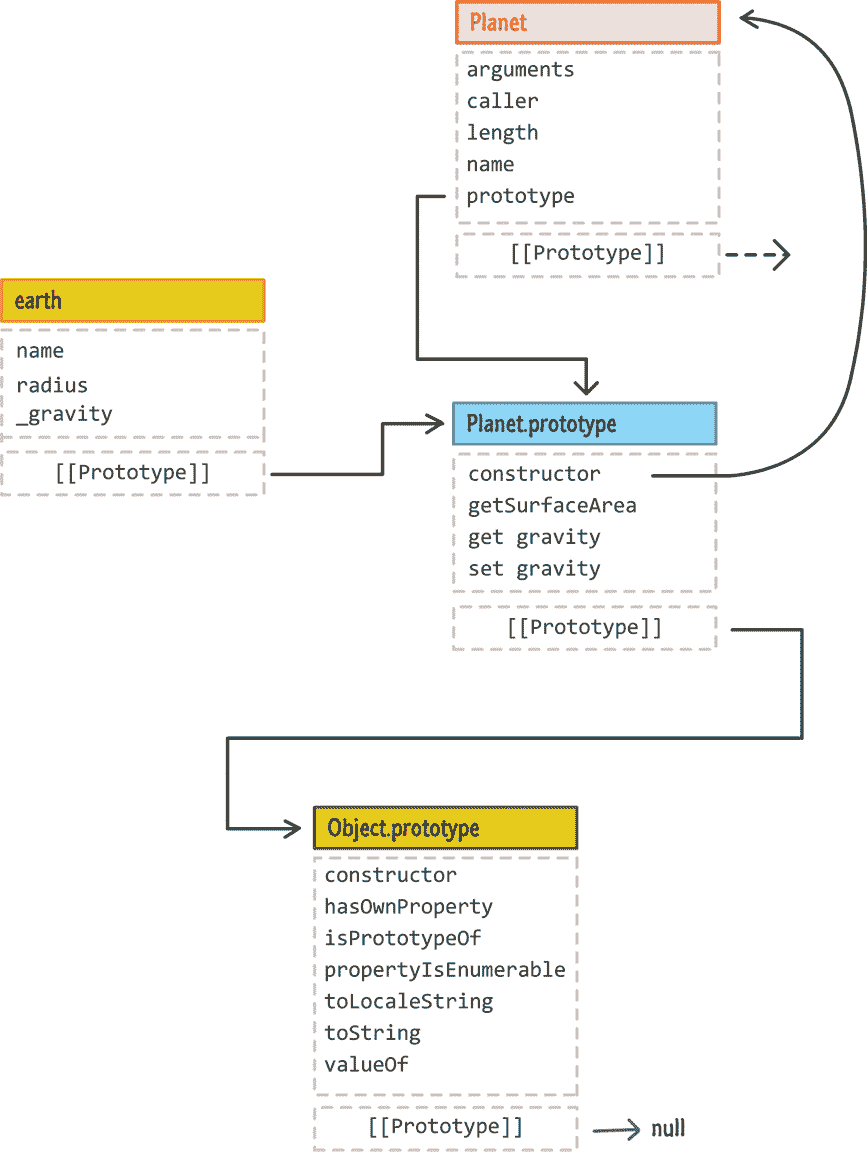 Planet
arguments
caller
length
name
prototype
[[Prototype]]
earth
name
radius
_gravity
[[Prototype]]
Planet.prototype
constructor
getSurfaceArea
get gravity
set gravity
[[Prototype]]
Object.prototype
constructor
hasOwnProperty
isPrototypeOf
propertyIsEnumerable
toLocaleString
toString
valueOf
[[Prototype]]
null